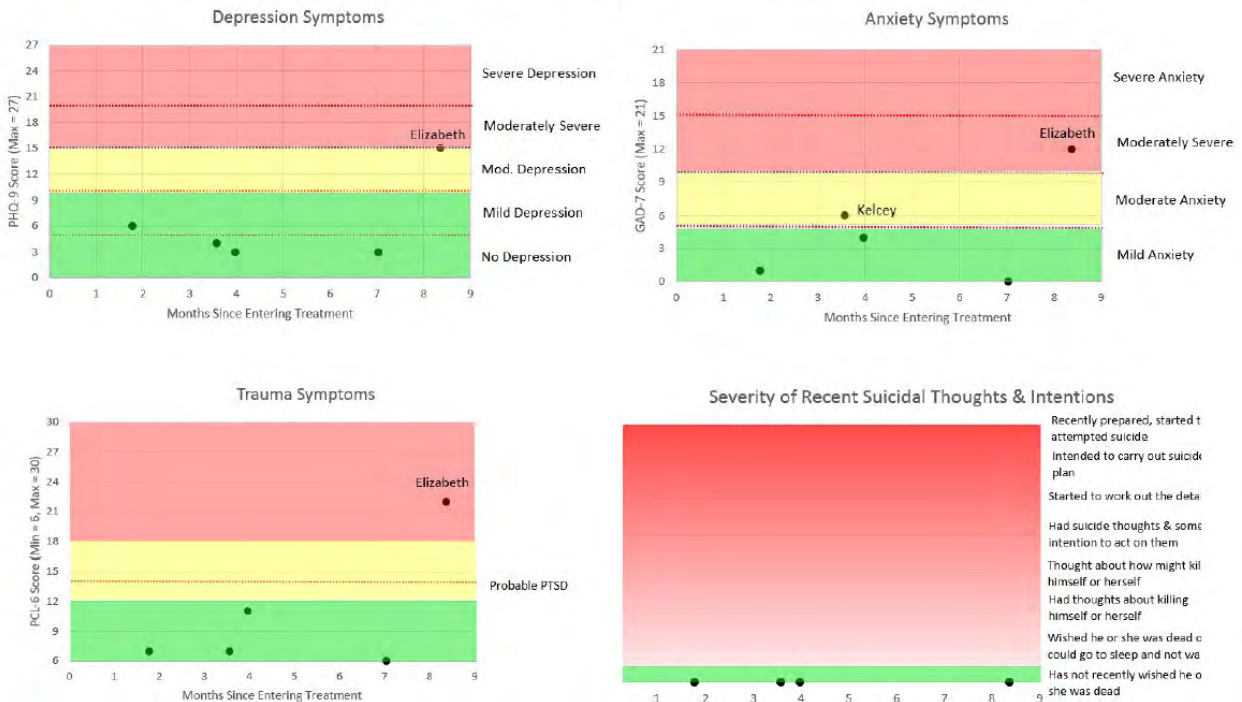 Depression Symptoms
PHQ-9 Score (Max = 27)
27
24
21
18
15
12
9
6
3
0
Elizabeth
Severe Depression
Moderately Severe
Mod. Depression
Mild Depression
No Depression
0 1 2 3 4 5 6 7 8 9
Months Since Entering Treatment
Anxiety Symptoms
GAD-7 Score (Max = 21)
21
18
15
12
9
6
3
0
Elizabeth
Kelcey
Severe Anxiety
Moderately Severe
Moderate Anxiety
Mild Anxiety
0 1 2 3 4 5 6 7 8 9
Months Since Entering Treatment
Trauma Symptoms
PCL-6 Score (Min = 6, Max = 30)
30
27
24
21
18
15
12
9
6
Elizabeth
Probable PTSD
0 1 2 3 4 5 6 7 8 9
Months Since Entering Treatment
Severity of Recent Suicidal Thoughts & Intentions
Recently prepared, started t
attempted suicide
Intended to carry out suicide
plan
Started to work out the deta
Had suicide thoughts & some
intention to act on them
Thought about how might kil
himself or herself
Had thoughts about killing
himself or herself
Wished he or she was dead o
could go to sleep and not wa
Has not recently wished he o
she was dead
1 2 3 4 5 6 7 8 9